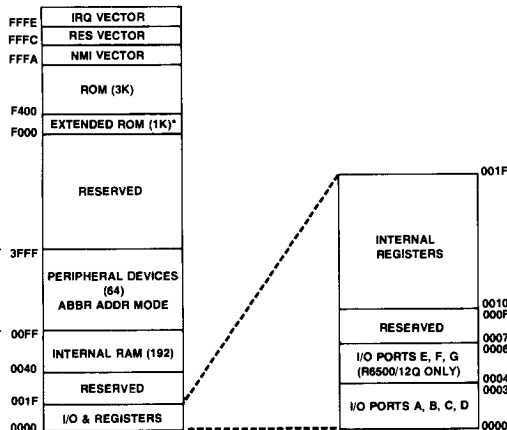 FFFE
IRQ VECTOR
FFFC
RES VECTOR
FFFA
NMI VECTOR
ROM (3K)
F400
EXTENDED ROM (1K)*
F000
RESERVED
3FFF
PERIPHERAL DEVICES
(64)
ABBR ADDR MODE
00FF
INTERNAL RAM (192)
0040
RESERVED
001F
I/O & REGISTERS
0000
001F
INTERNAL
REGISTERS
0010
000F
RESERVED
0007
0006
I/O PORTS E, F, G
(R6500/12Q ONLY)
0004
0003
I/O PORTS A, B, C, D
0000